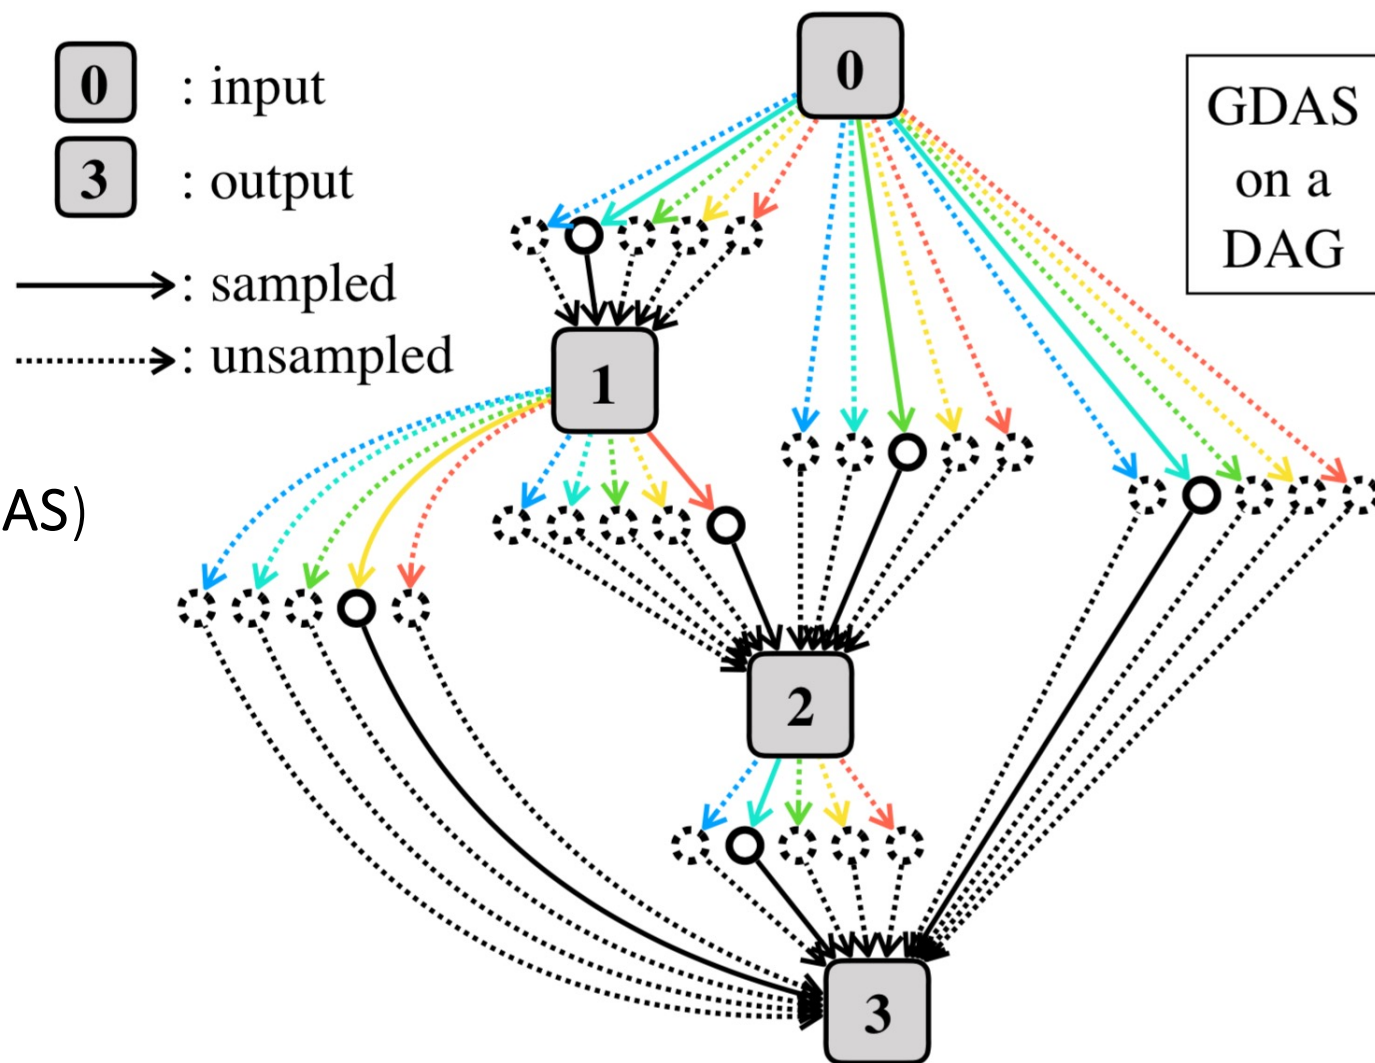 0 : input
3 : output
: sampled
: unsampled
0
GDAS
on a
DAG
1
AS)
2
3